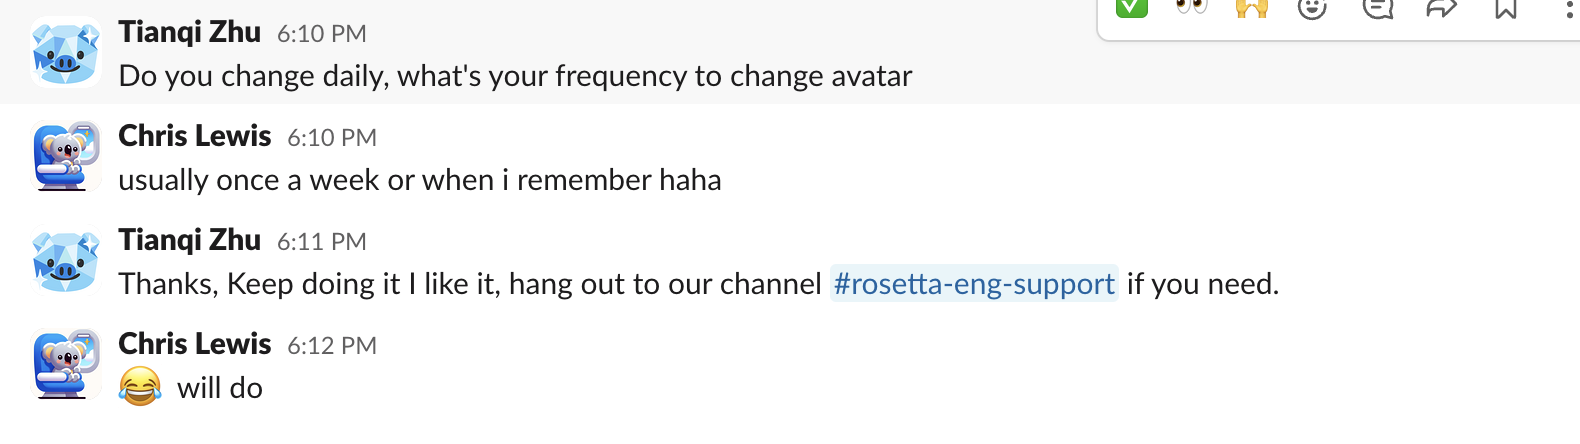 Tianqi Zhu 6:10 PM
Do you change daily, what's your frequency to change avatar
Chris Lewis 6:10 PM
usually once a week or when i remember haha
Tianqi Zhu 6:11 PM
Thanks, Keep doing it I like it, hang out to our channel #rosetta-eng-support if you need.
Chris Lewis 6:12 PM
😂 will do